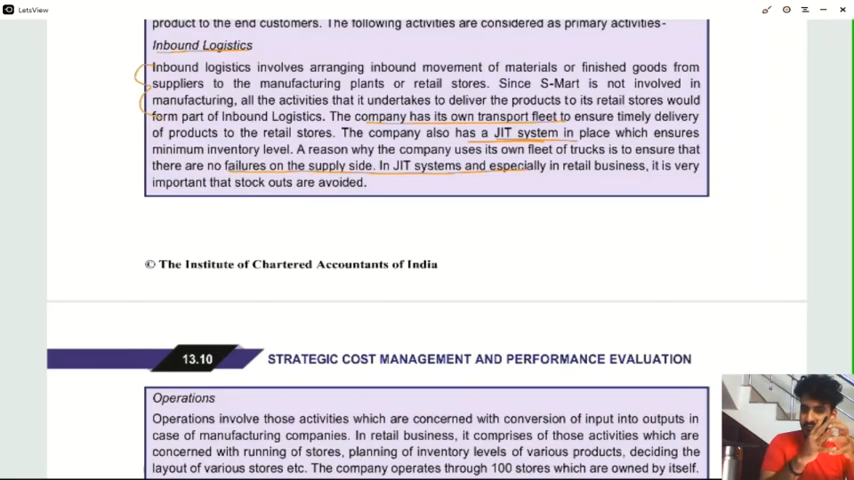 LetsView
product to the end customers. The following activities are considered as primary activities-
Inbound Logistics
Inbound logistics involves arranging inbound movement of materials or finished goods from
suppliers to the manufacturing plants or retail stores. Since S-Mart is not involved in
manufacturing, all the activities that it undertakes to deliver the products to its retail stores would
form part of Inbound Logistics. The company has its own transport fleet to ensure timely delivery
of products to the retail stores. The company also has a JIT system in place which ensures
minimum inventory level. A reason why the company uses its own fleet of trucks is to ensure that
there are no failures on the supply side. In JIT systems and especially in retail business, it is very
important that stock outs are avoided.
© The Institute of Chartered Accountants of India
13.10 STRATEGIC COST MANAGEMENT AND PERFORMANCE EVALUATION
Operations
Operations involve those activities which are concerned with conversion of input into outputs in
case of manufacturing companies. In retail business, it comprises of those activities which are
concerned with running of stores, planning of inventory levels of various products, deciding the
layout of various stores etc. The company operates through 100 stores which are owned by itself.